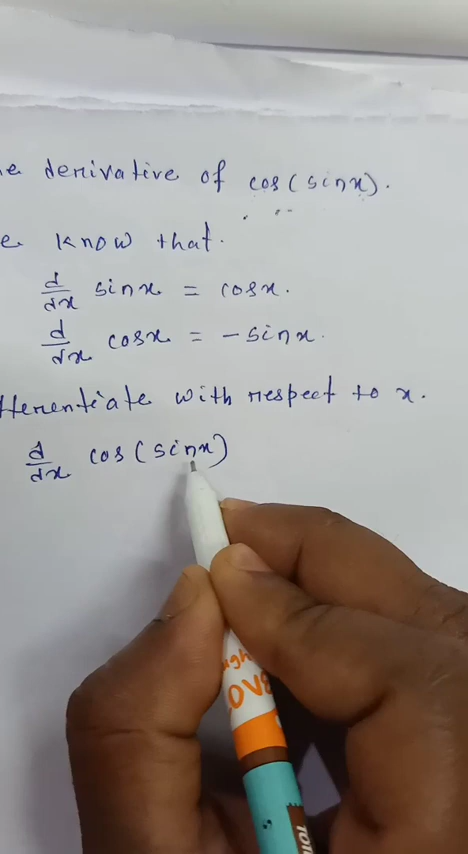 derivative of cos(sinx).
know that.
d/dx sinx = cosx.
d/dx cosx = -sinx.
with respect to x.
d/dx cos(sinx)